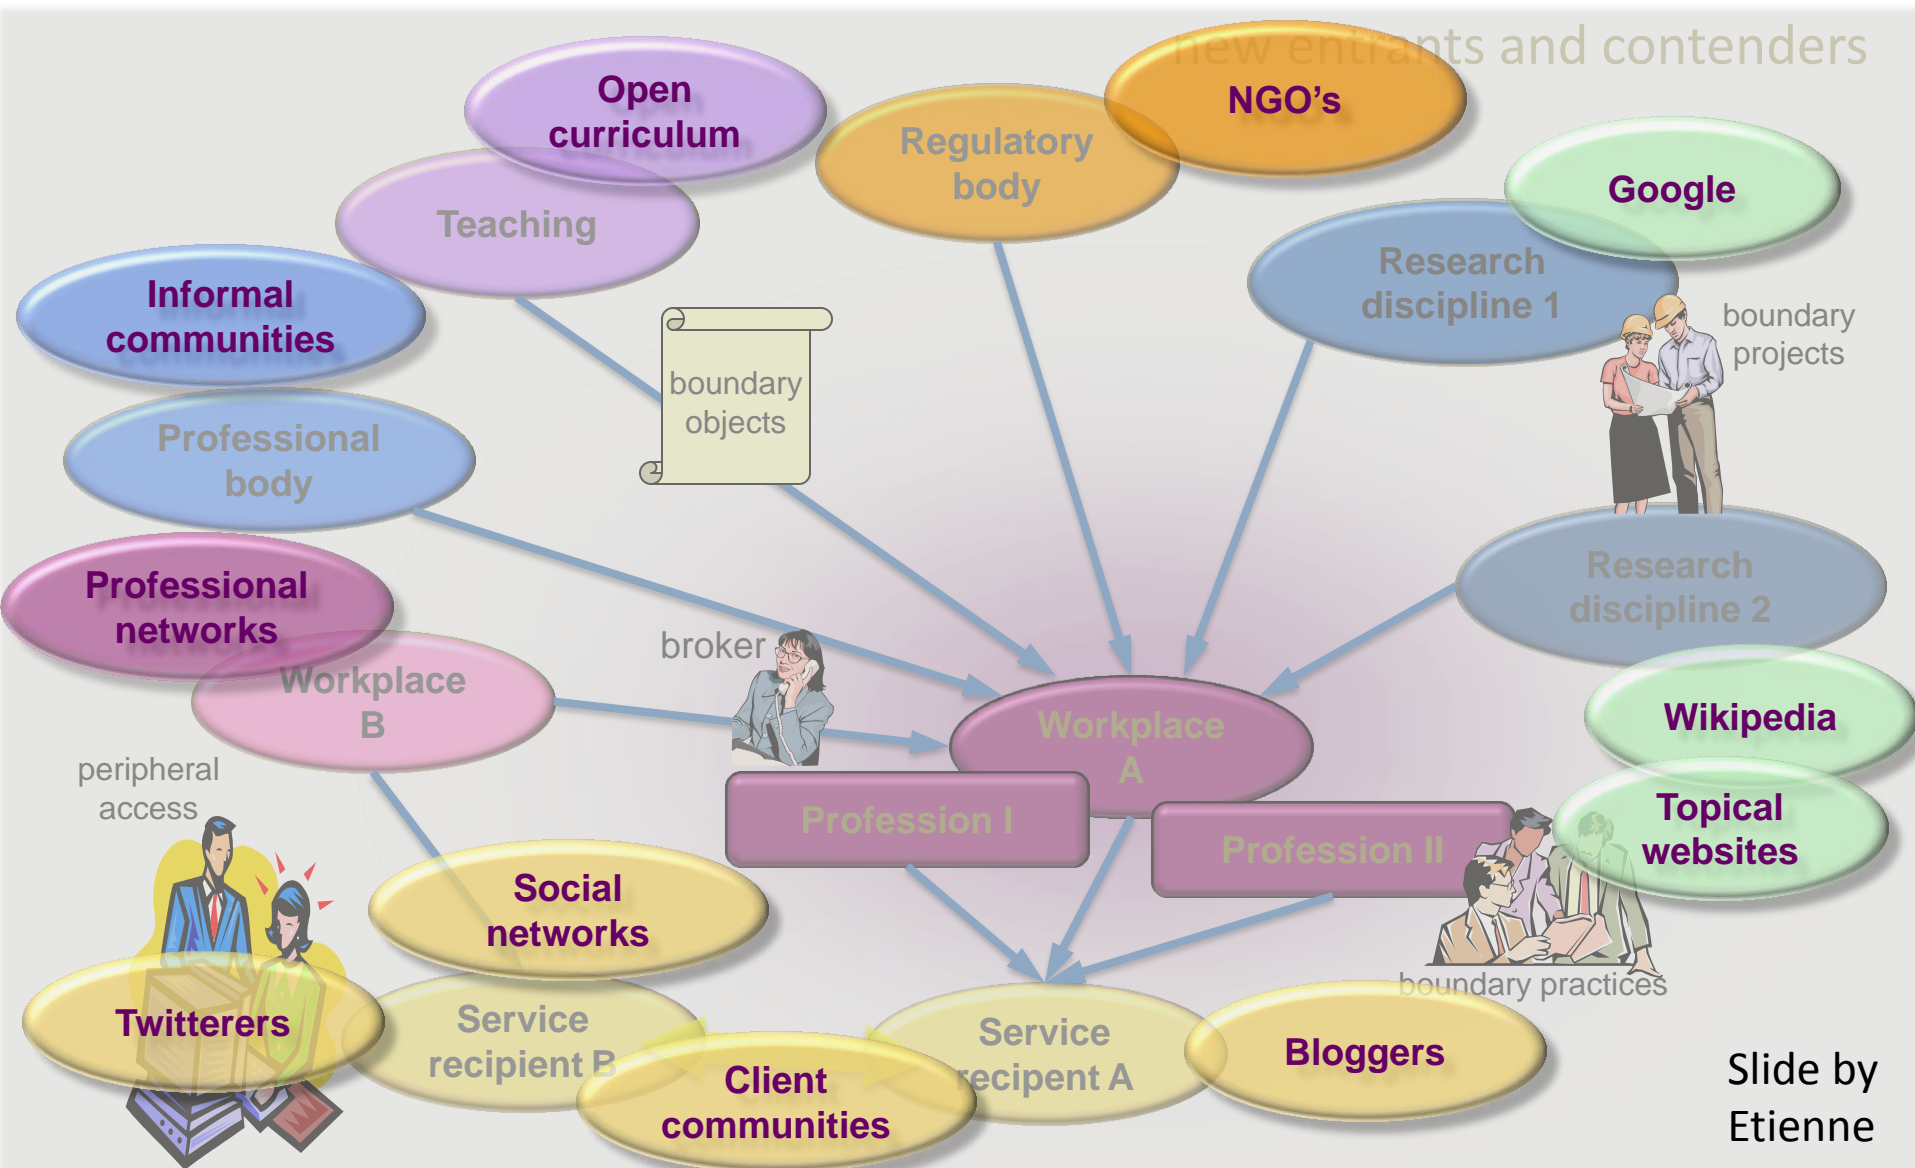 new entrants and contenders
Open
curriculum
NGO's
Regulatory
body
Google
Teaching
Research
discipline 1
Informal
communities
boundary
projects
boundary
objects
Professional
body
Professional
networks
Research
discipline 2
broker
Workplace
B
Workplace
A
Wikipedia
peripheral
access
Profession I
Profession II
Topical
websites
Social
networks
boundary practices
Twitterers
Service
recipient B
Service
recipent A
Bloggers
Client
communities
Slide by
Etienne